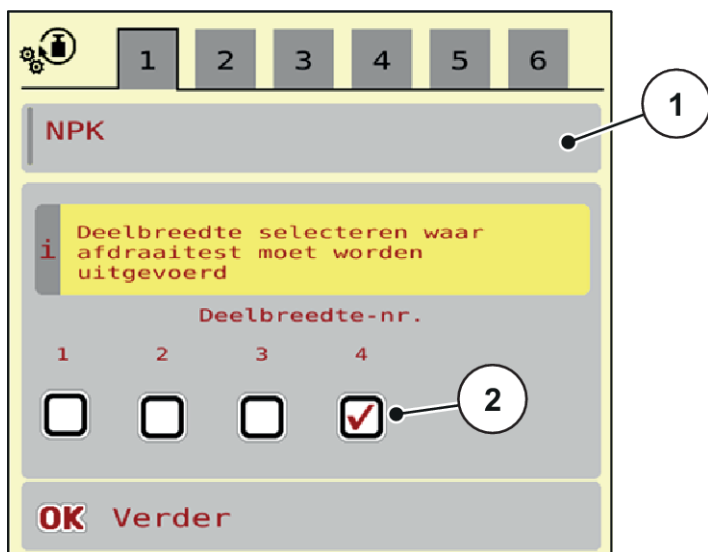 1 2 3 4 5 6
1
NPK
i
Deelbreedte selecteren waar
afdraaitest moet worden
uitgevoerd
Deelbreedte-nr.
1 2 3 4
2
OK Verder